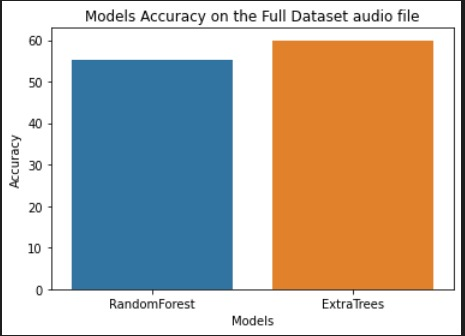 Models Accuracy on the Full Dataset audio file
60
50
40
30
20
10
0
Accuracy
RandomForest ExtraTrees
Models